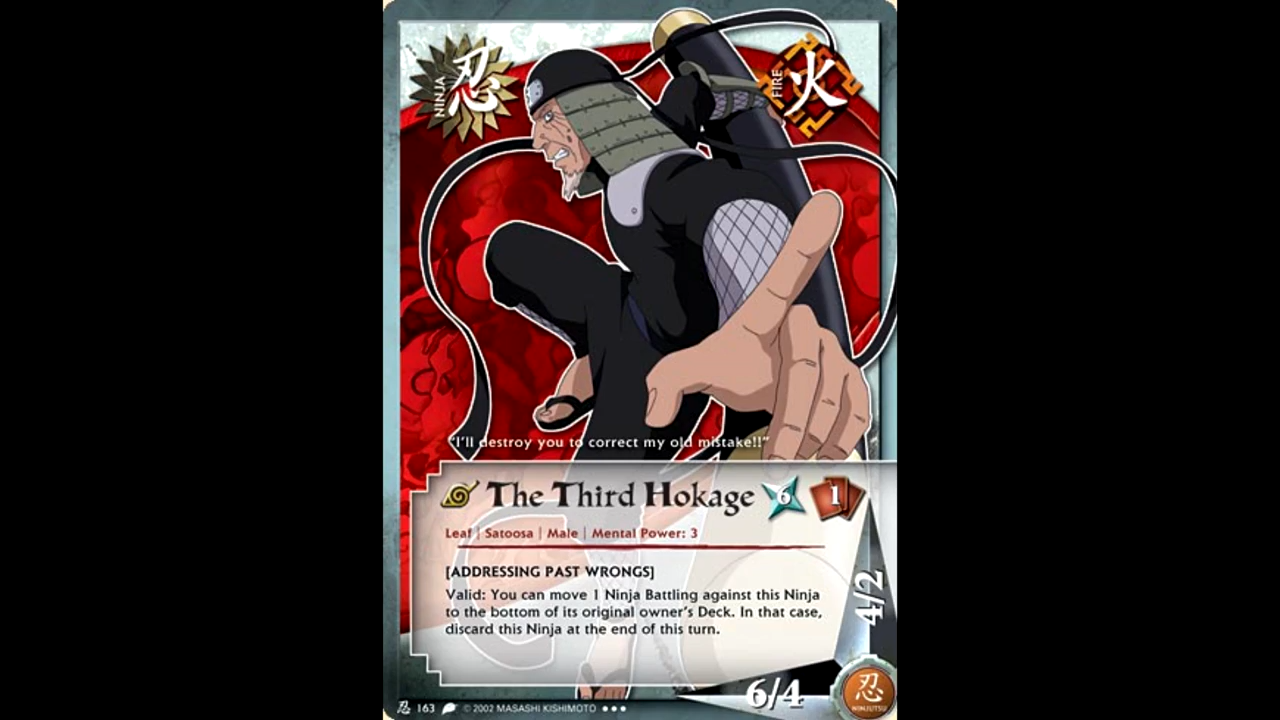 忍
NINJA
火
FIRE
"I'll destroy you to correct my old mistake!!"
The Third Hokage 6 1
Leaf | Satoosa | Male | Mental Power: 3
[ADDRESSING PAST WRONGS]
Valid: You can move 1 Ninja Battling against this Ninja
to the bottom of its original owner's Deck. In that case,
discard this Ninja at the end of this turn.
4/2
6/4
忍
NINJUTSU
忍 163 © 2002 MASASHI KISHIMOTO